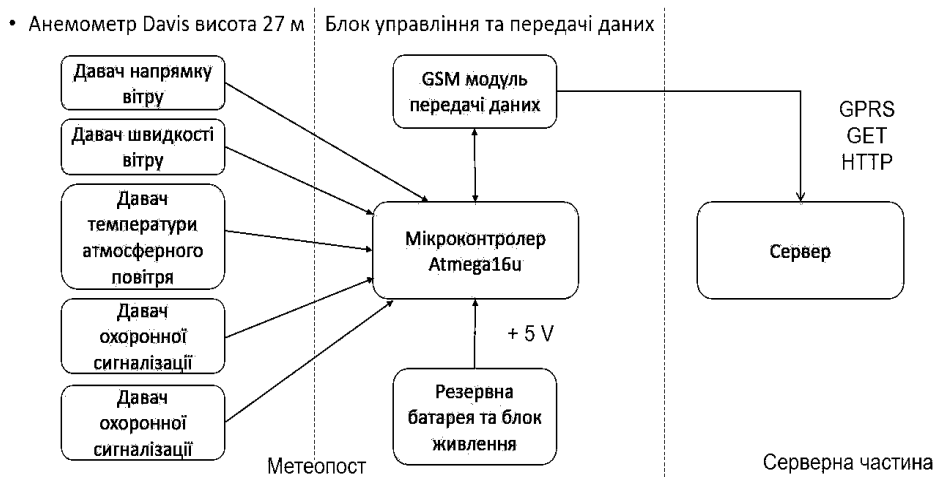 • Анемометр Davis висота 27 м
Блок управління та передачі даних
Давач напрямку
вітру
Давач швидкості
вітру
Давач
температури
атмосферного
повітря
Давач
охоронної
сигналізації
Давач
охоронної
сигналізації
GSM модуль
передачі даних
Мікроконтролер
Atmega16u
+ 5 V
Резервна
батарея та блок
живлення
GPRS
GET
HTTP
Сервер
Метеопост
Серверна частина